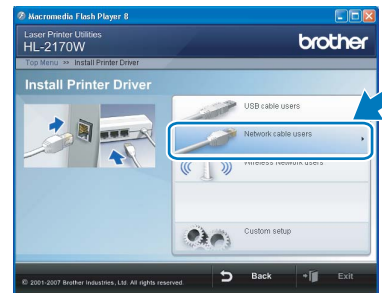 Macromedia Flash Player 8
Laser Printer Utilities
HL-2170W
brother
Top Menu >> Install Printer Driver
Install Printer Driver
USB cable users
Network cable users
Wireless Network users
Custom setup
© 2001-2007 Brother Industries, Ltd. All rights reserved.
Back
Exit